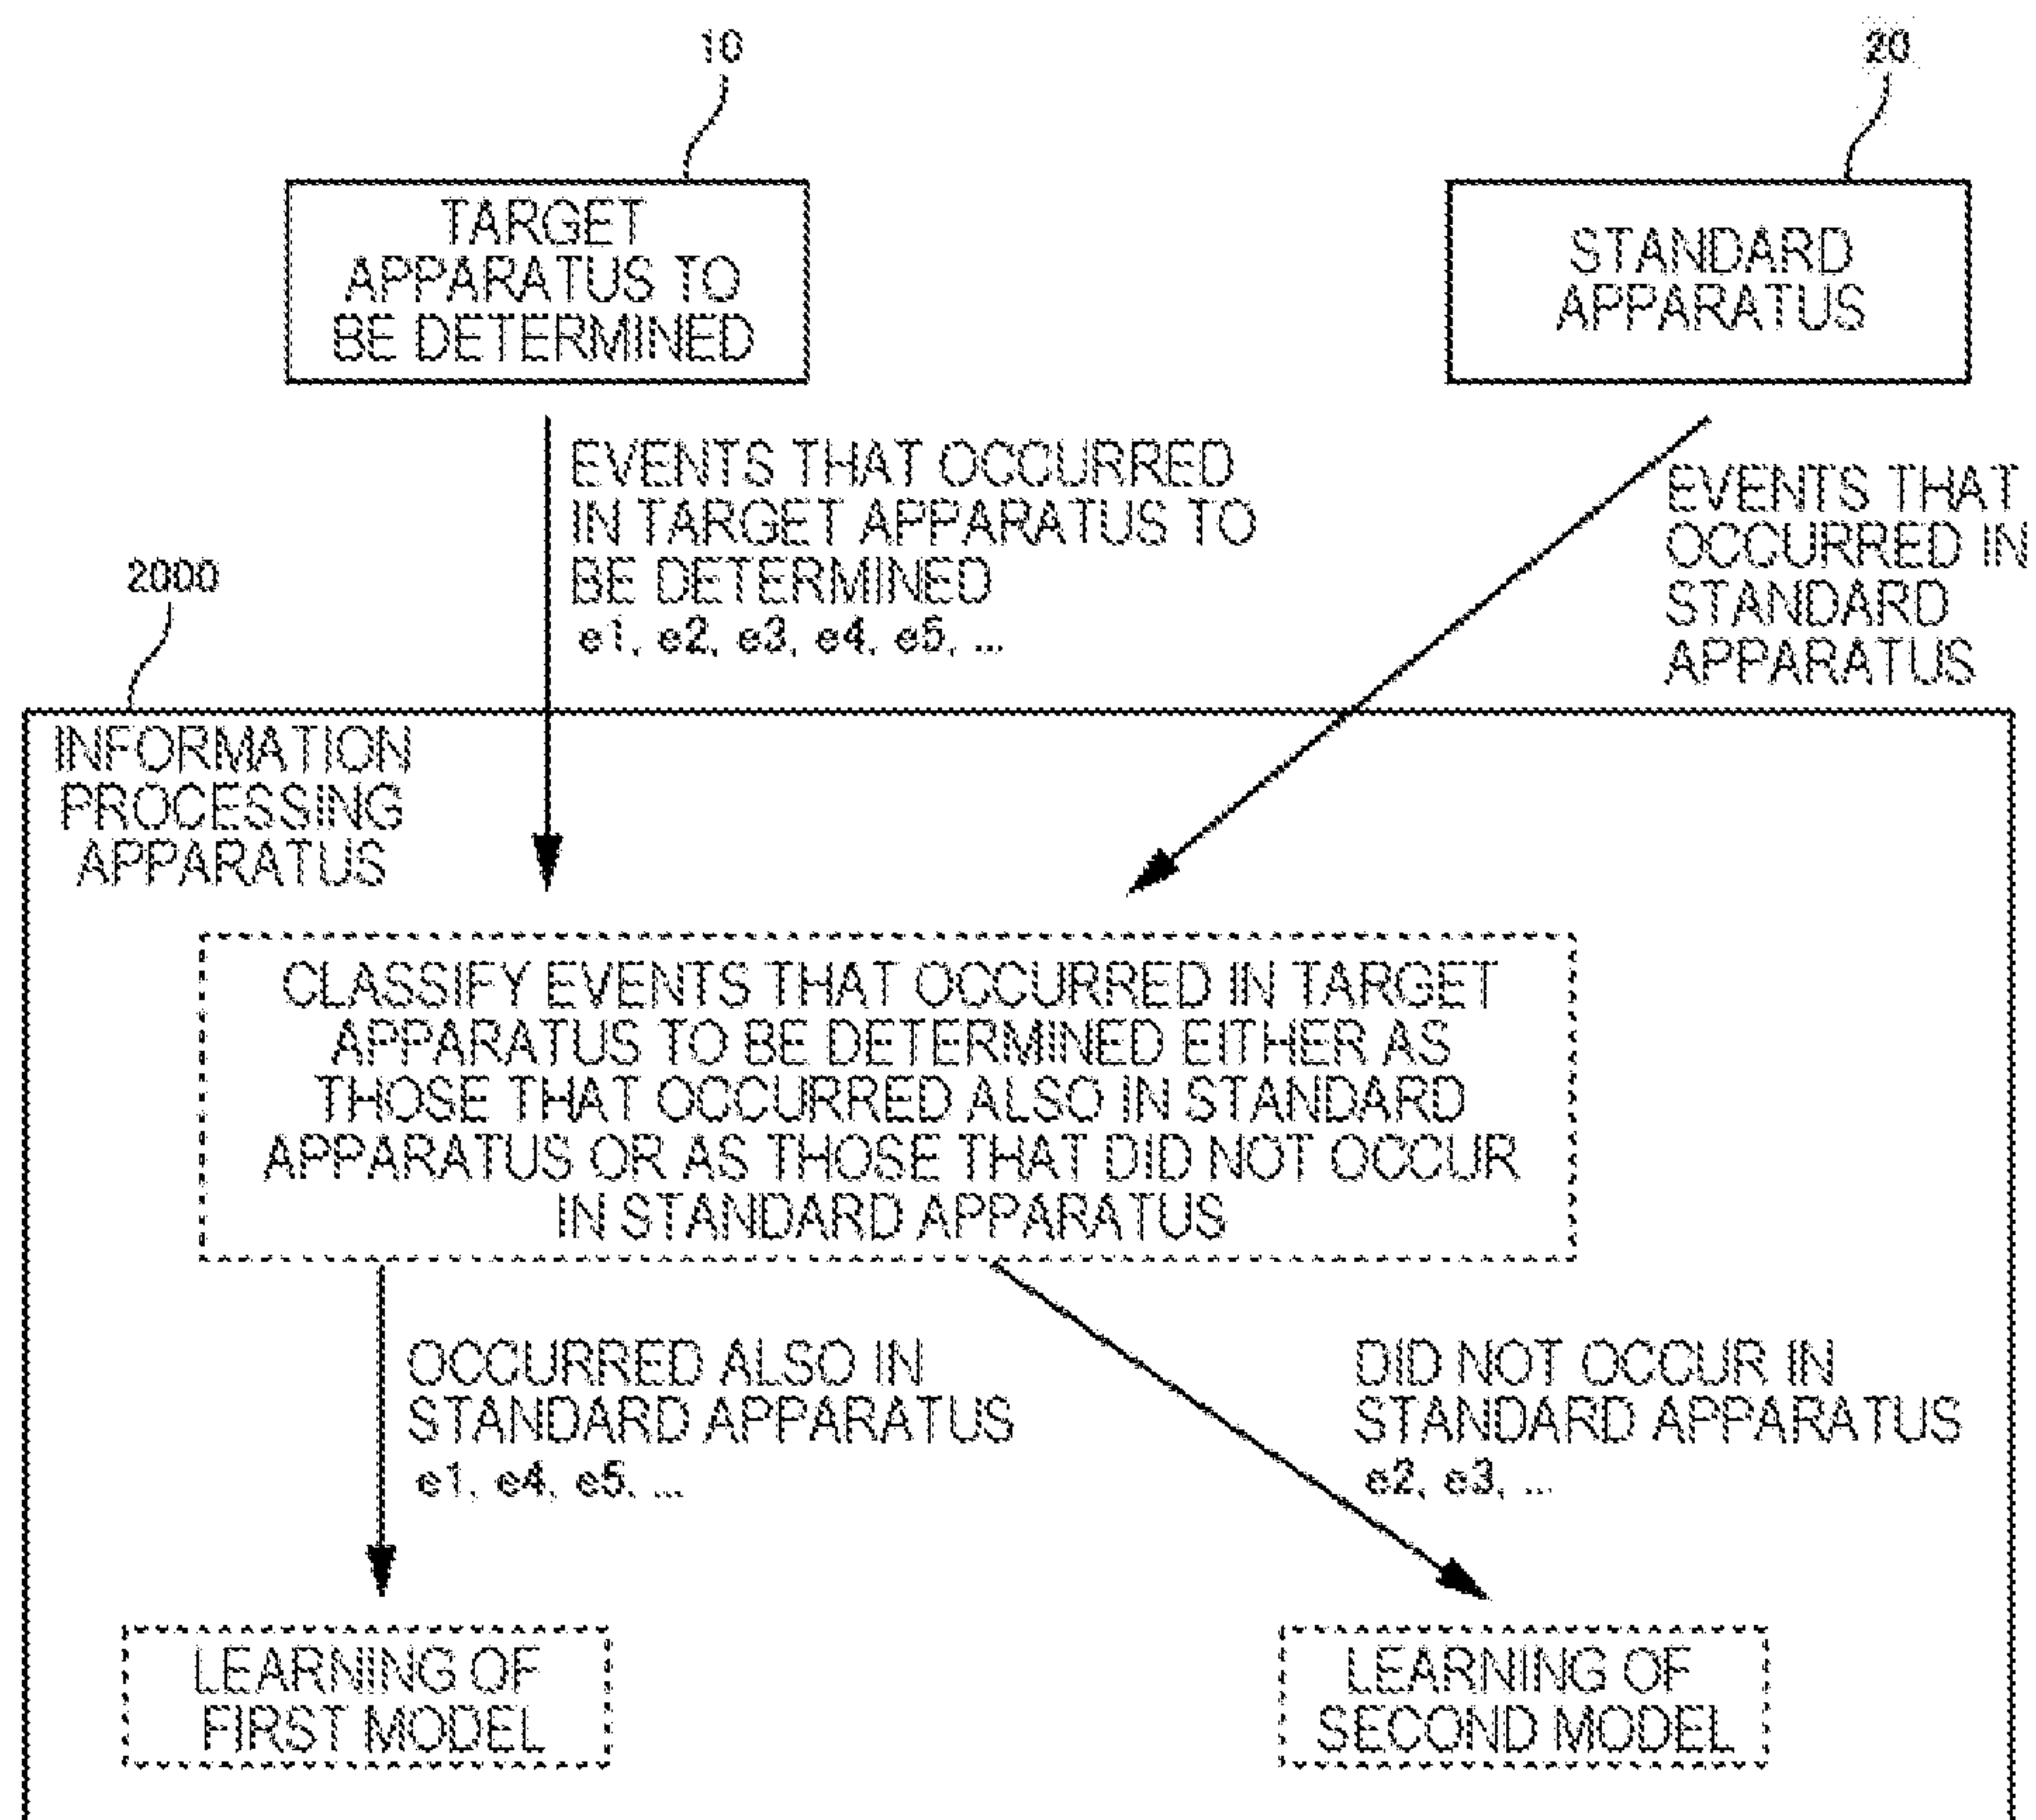 10
20
TARGET
APPARATUS TO
BE DETERMINED
STANDARD
APPARATUS
EVENTS THAT OCCURRED
IN TARGET APPARATUS TO
BE DETERMINED
e1, e2, e3, e4, e5, ...
EVENTS THAT
OCCURRED IN
STANDARD
APPARATUS
2000
INFORMATION
PROCESSING
APPARATUS
CLASSIFY EVENTS THAT OCCURRED IN TARGET
APPARATUS TO BE DETERMINED EITHER AS
THOSE THAT OCCURRED ALSO IN STANDARD
APPARATUS OR AS THOSE THAT DID NOT OCCUR
IN STANDARD APPARATUS
OCCURRED ALSO IN
STANDARD APPARATUS
e1, e4, e5, ...
DID NOT OCCUR IN
STANDARD APPARATUS
e2, e3, ...
LEARNING OF
FIRST MODEL
LEARNING OF
SECOND MODEL